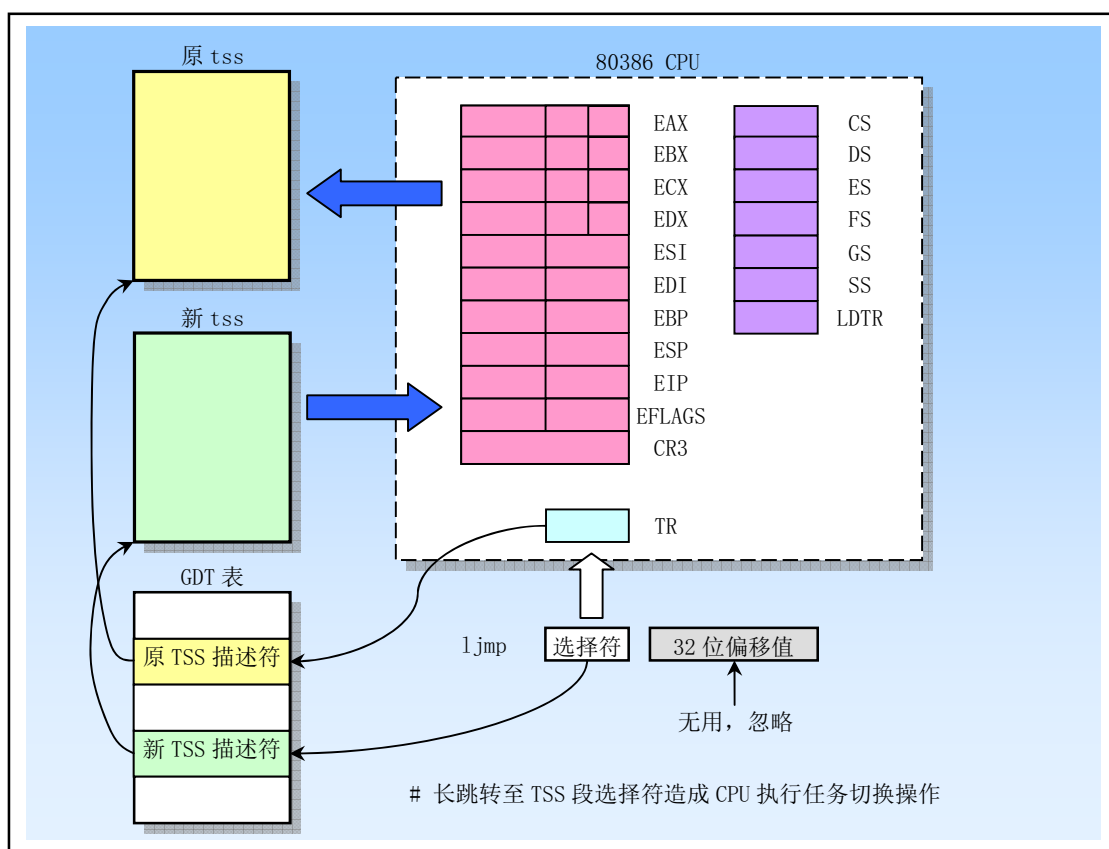 原 tss
80386 CPU
EAX
EBX
ECX
EDX
ESI
EDI
EBP
ESP
EIP
EFLAGS
CR3
CS
DS
ES
FS
GS
SS
LDTR
新 tss
TR
GDT 表
原 TSS 描述符
新 TSS 描述符
ljmp
选择符
32 位偏移值
无用，忽略
# 长跳转至 TSS 段选择符造成 CPU 执行任务切换操作